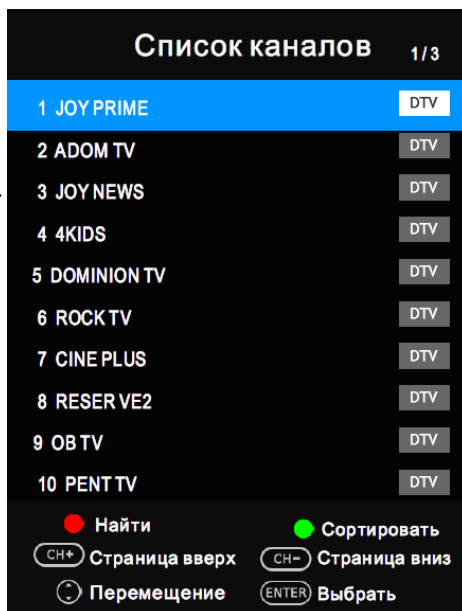 Список каналов 1/3
1 JOY PRIME DTV
2 ADOM TV DTV
3 JOY NEWS DTV
4 4KIDS DTV
5 DOMINION TV DTV
6 ROCK TV DTV
7 CINE PLUS DTV
8 RESER VE2 DTV
9 OB TV DTV
10 PENT TV DTV
Найти Сортировать
CH+ Страница вверх CH- Страница вниз
Перемещение ENTER Выбрать